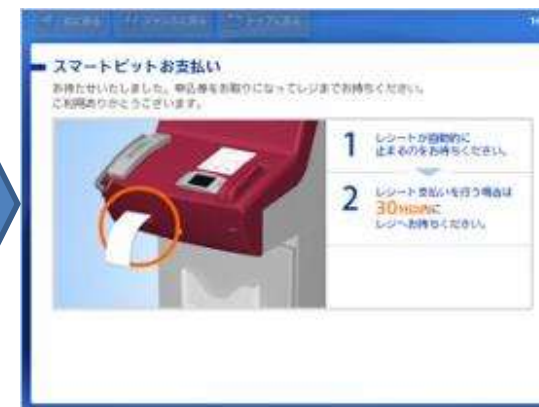 スマートピットお支払い
お待たせいたしました。申込券をお取りになってレジまでお持ちください。
ご利用ありがとうございます。
1
レシートが自動的に
止まるのをお待ちください。
2
レシート支払いを行う場合は
30分以内に
レジへお持ちください。